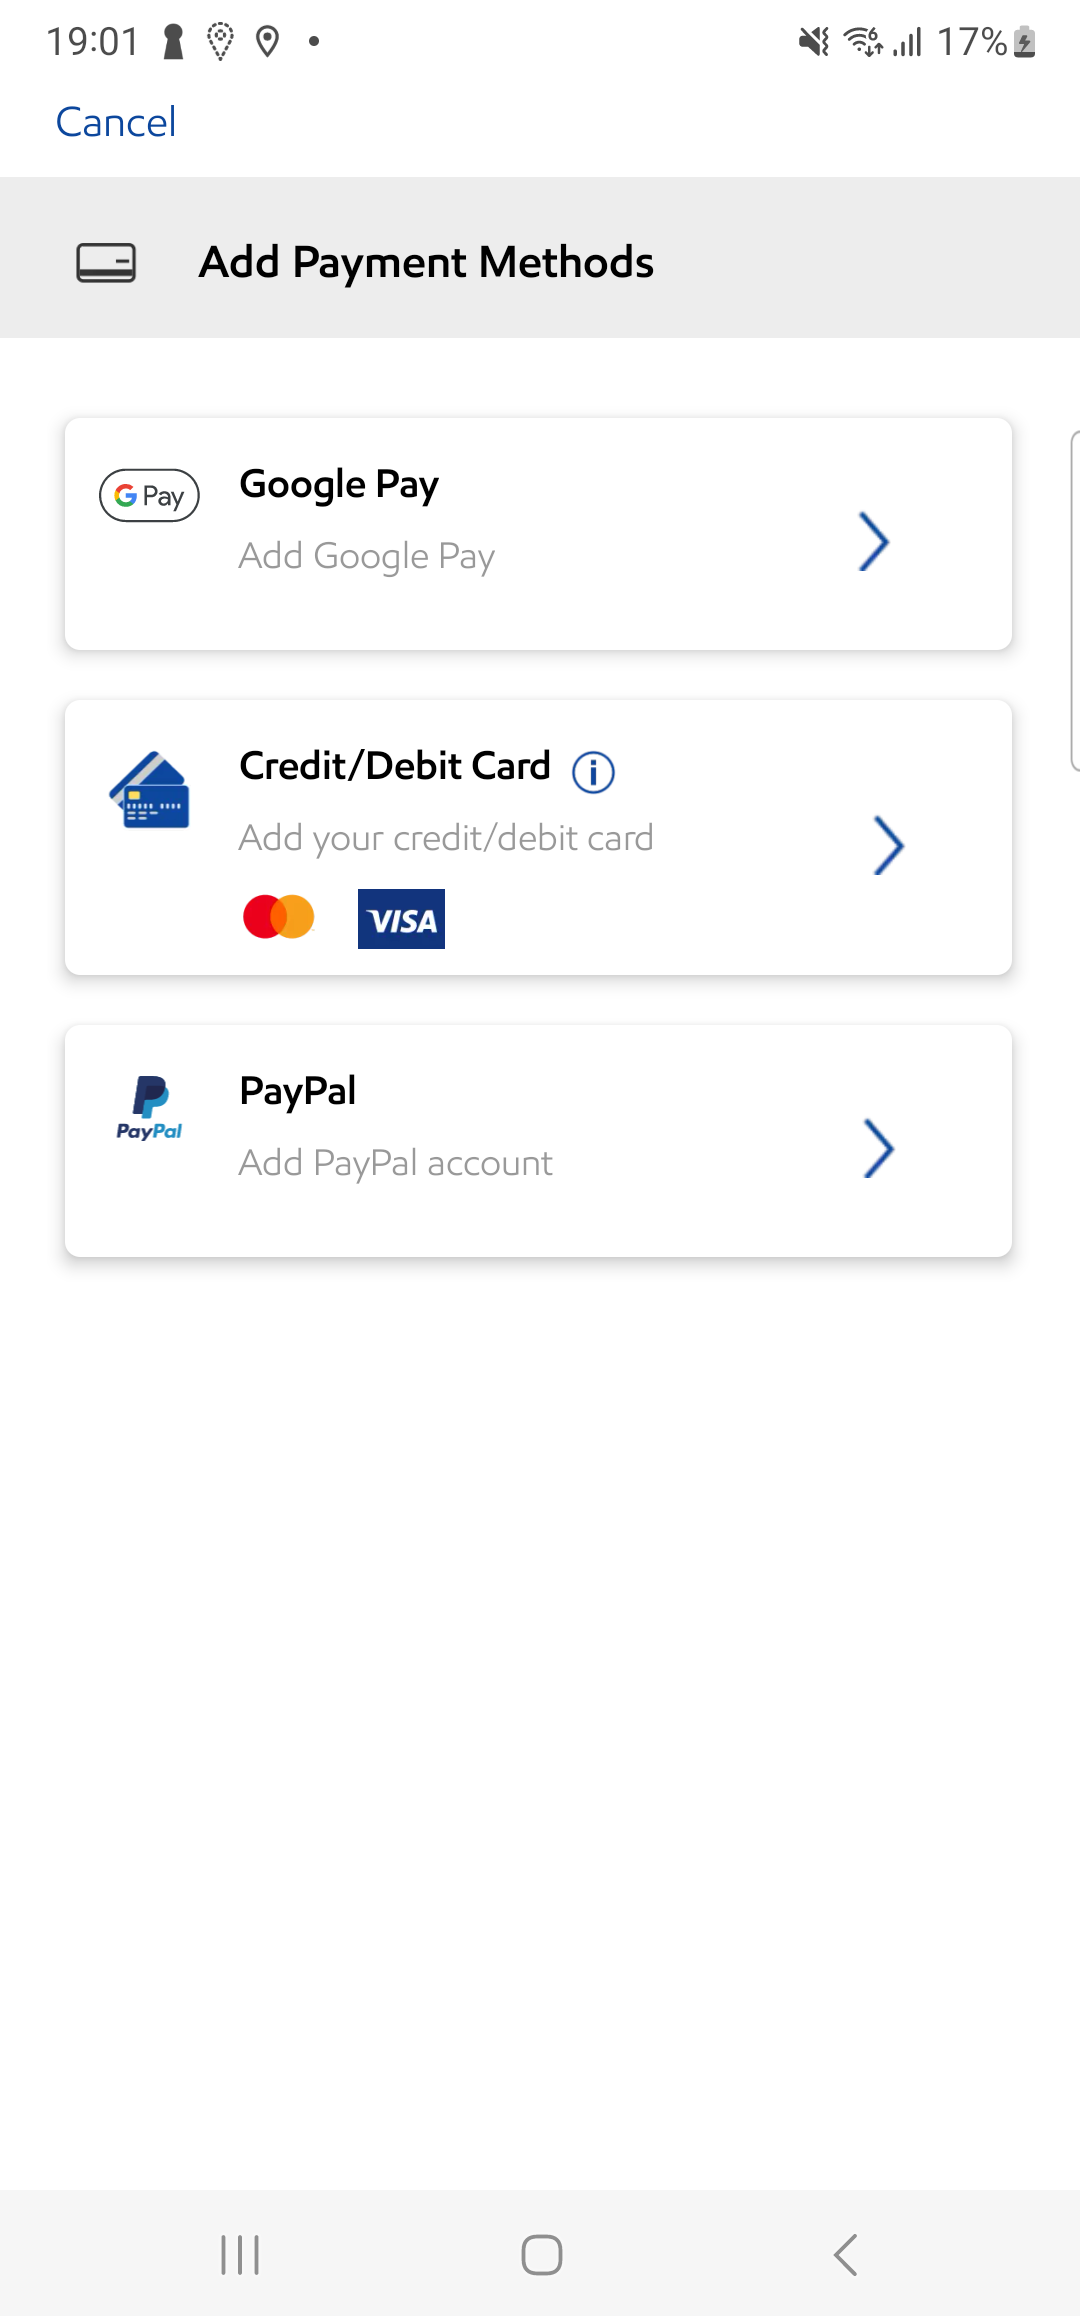 19:01 17%
Cancel
Add Payment Methods
G Pay Google Pay
Add Google Pay
Credit/Debit Card i
Add your credit/debit card
VISA
PayPal
PayPal
Add PayPal account